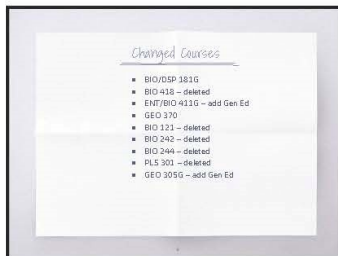 Changed Courses
BIO/DSP 181G
BIO 418 – deleted
ENT/BIO 411G – add Gen Ed
GEO 370
BIO 121 – deleted
BIO 242 – deleted
BIO 244 – deleted
PLS 301 – deleted
GEO 305G – add Gen Ed